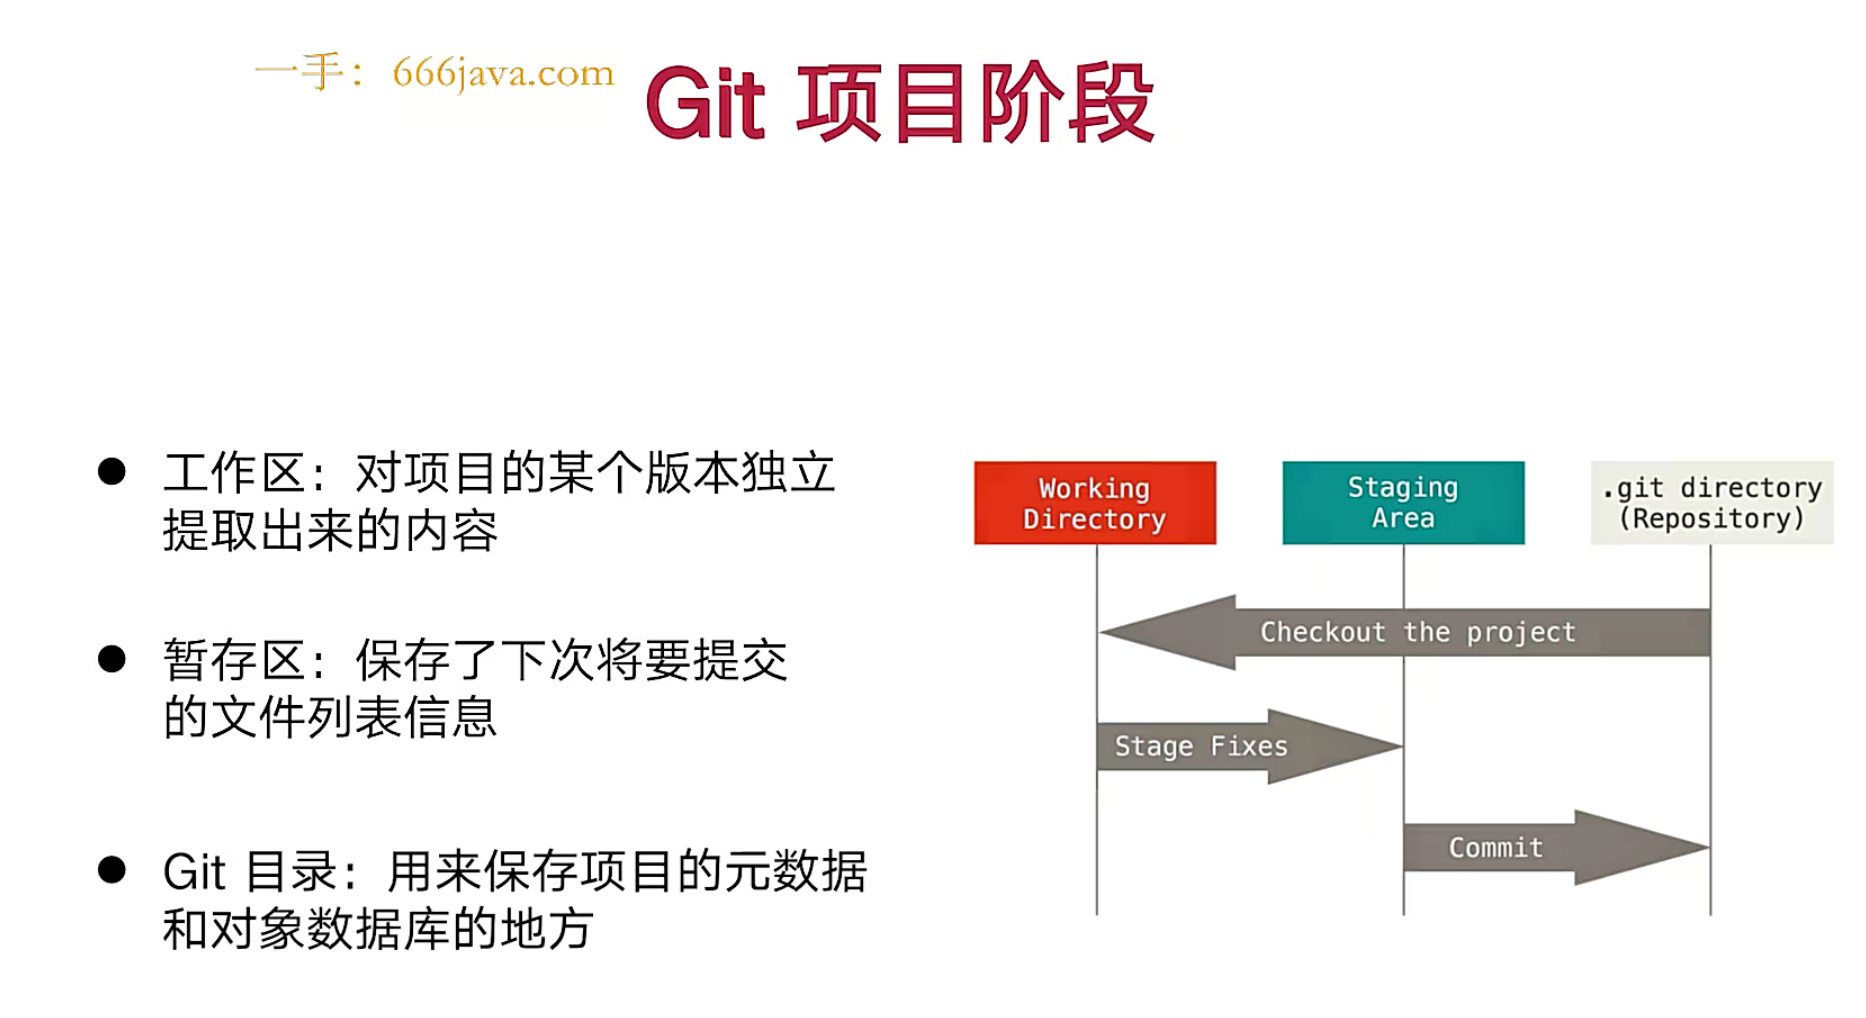 一手：666java.com
Git 项目阶段
工作区：对项目的某个版本独立
提取出来的内容
暂存区：保存了下次将要提交
的文件列表信息
Git 目录：用来保存项目的元数据
和对象数据库的地方
Working
Directory
Staging
Area
.git directory
(Repository)
Checkout the project
Stage Fixes
Commit